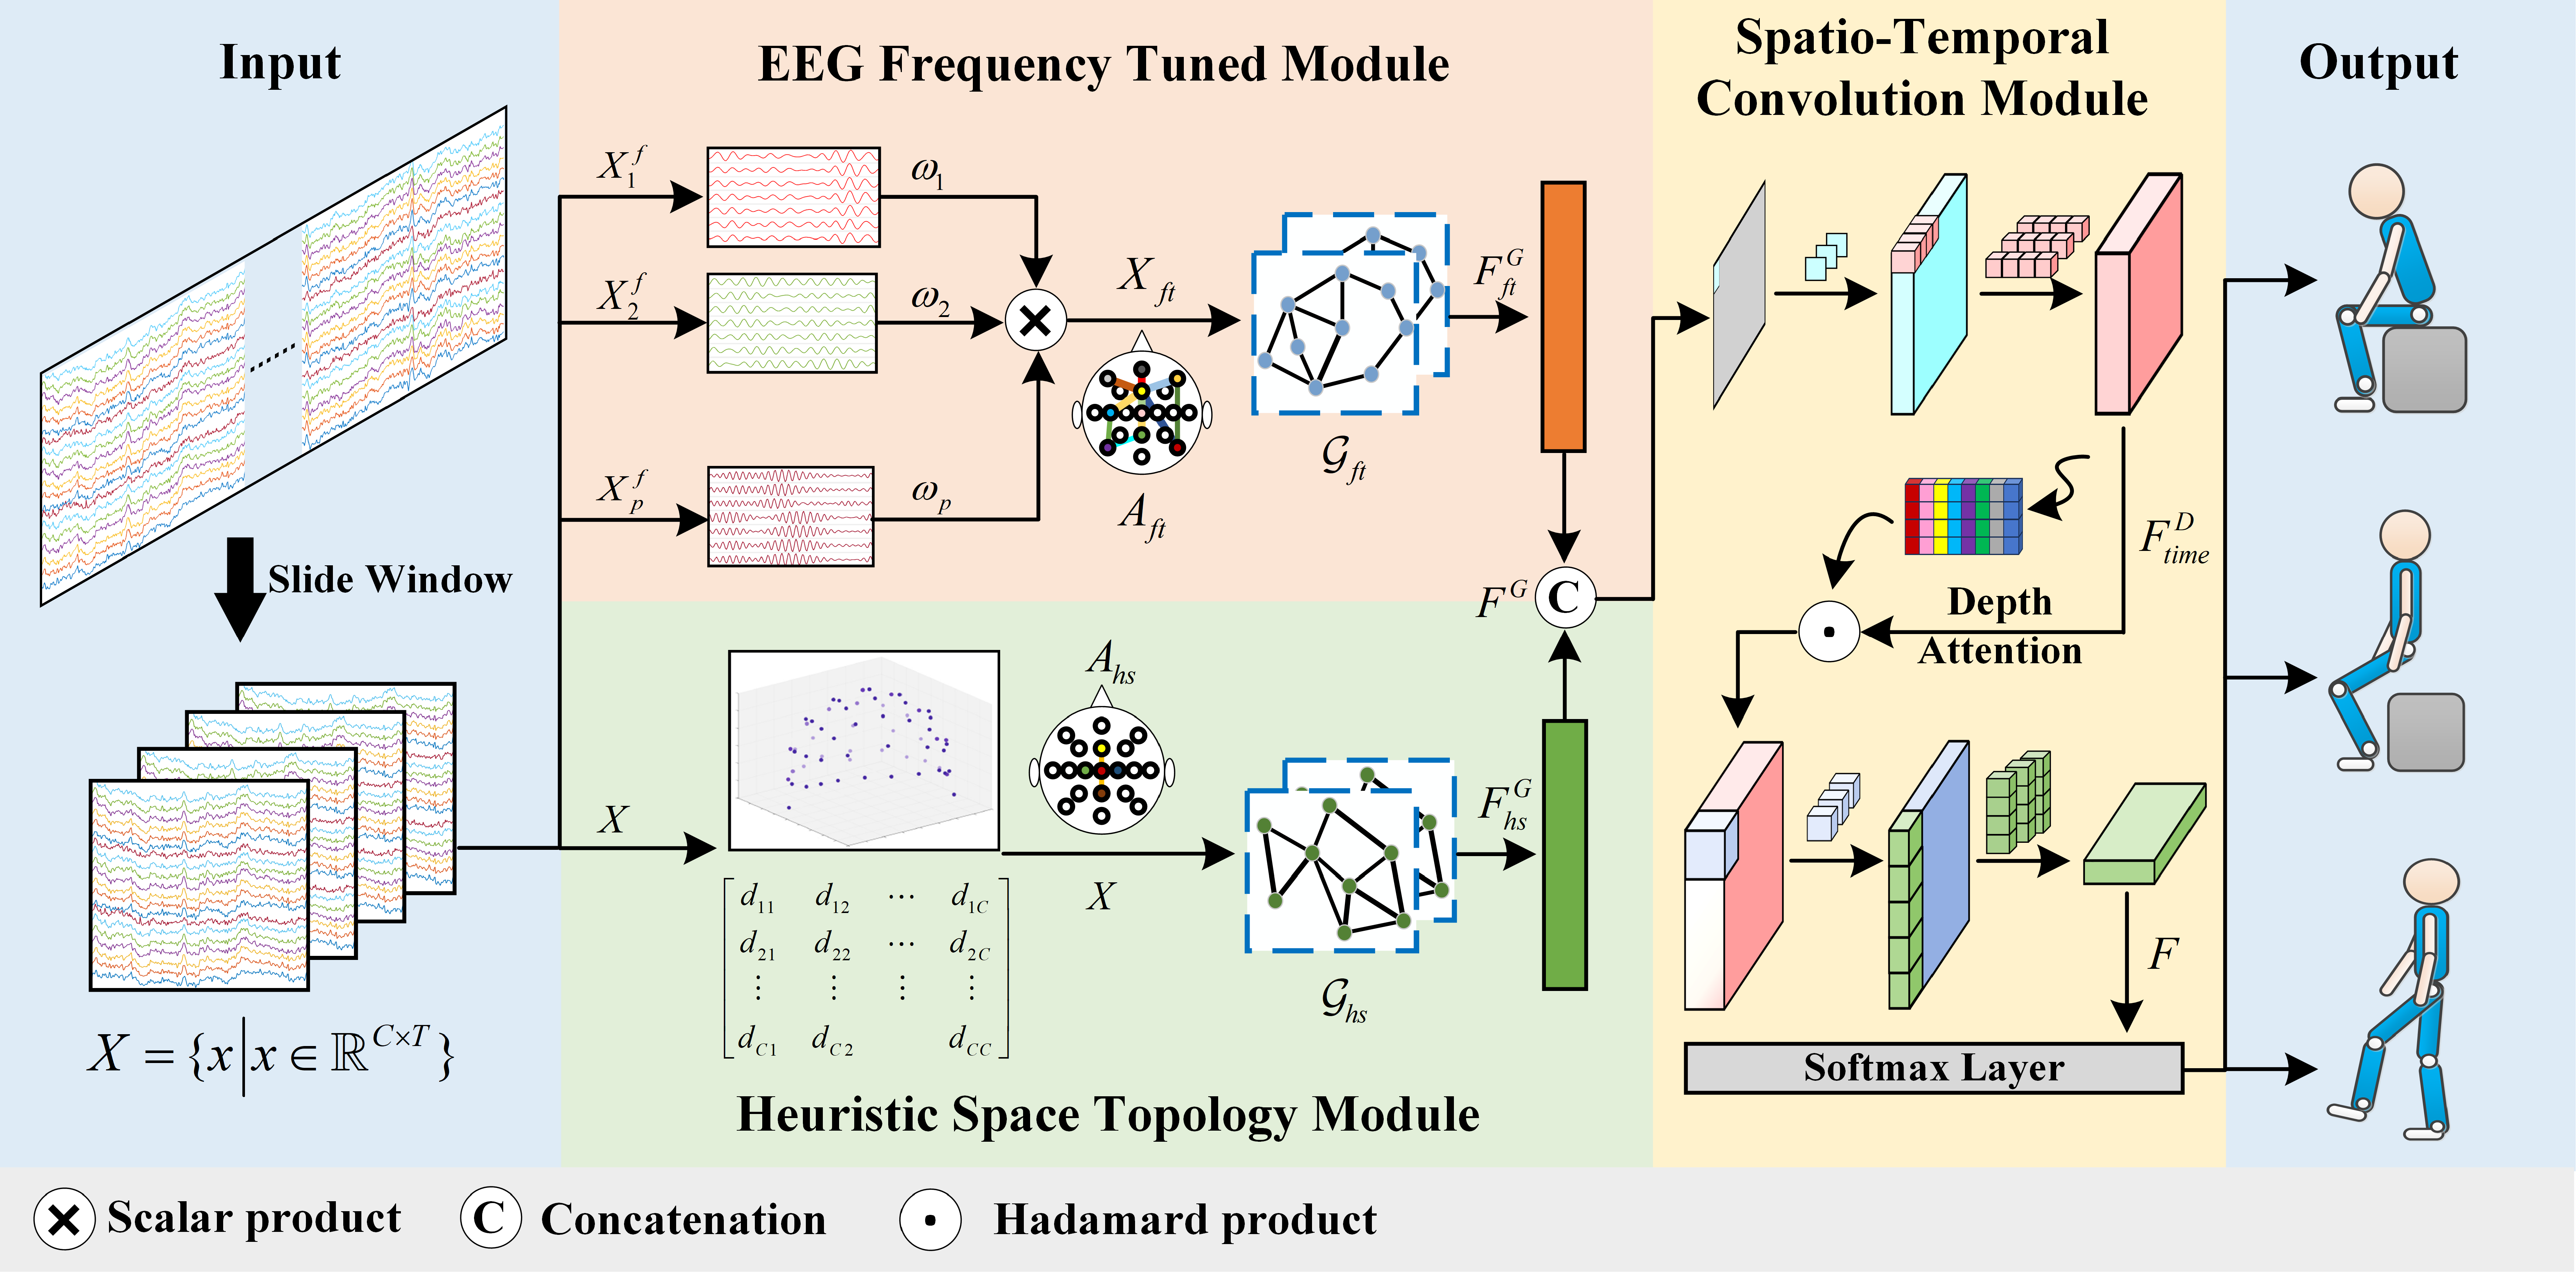 Input
EEG Frequency Tuned Module
Spatio-Temporal
Convolution Module
Output
X_1^f
ω_1
X_2^f
ω_2
X_p^f
ω_p
X_ft
A_ft
𝒢_ft
F_ft^G
Slide Window
X = {x|x ∈ ℝ^{C×T}}
X
A_hs
d_11 d_12 ⋯ d_1C
d_21 d_22 ⋯ d_2C
⋮ ⋮ ⋮ ⋮
d_C1 d_C2 d_CC
X
𝒢_hs
F_hs^G
F^G
C
Heuristic Space Topology Module
F_time^D
Depth
Attention
F
Softmax Layer
Scalar product
C Concatenation
Hadamard product